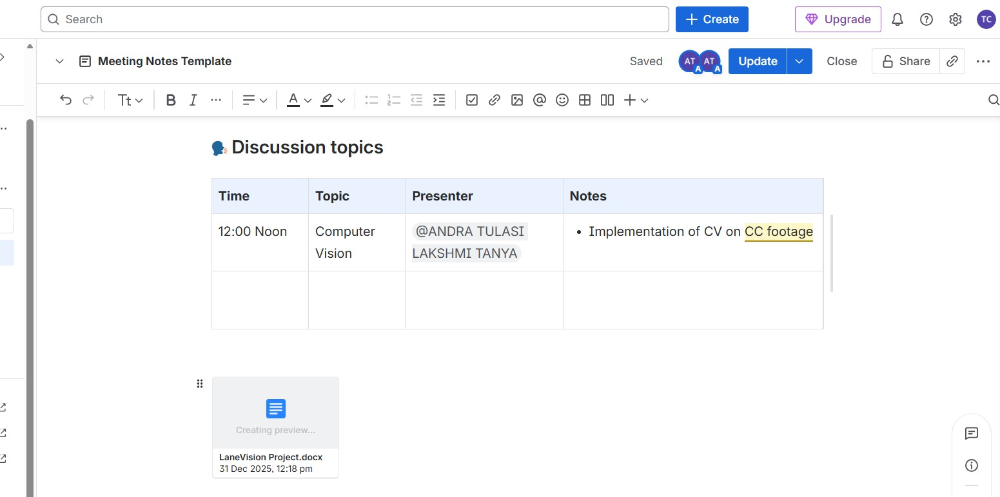 Search
Create
Upgrade
TC
Meeting Notes Template
Saved
AT
A
AT
A
Update
Close
Share
Tt
B
I
A
Discussion topics
Time
Topic
Presenter
Notes
12:00 Noon
Computer
Vision
@ANDRA TULASI
LAKSHMI TANYA
Implementation of CV on CC footage
Creating preview...
LaneVision Project.docx
31 Dec 2025, 12:18 pm